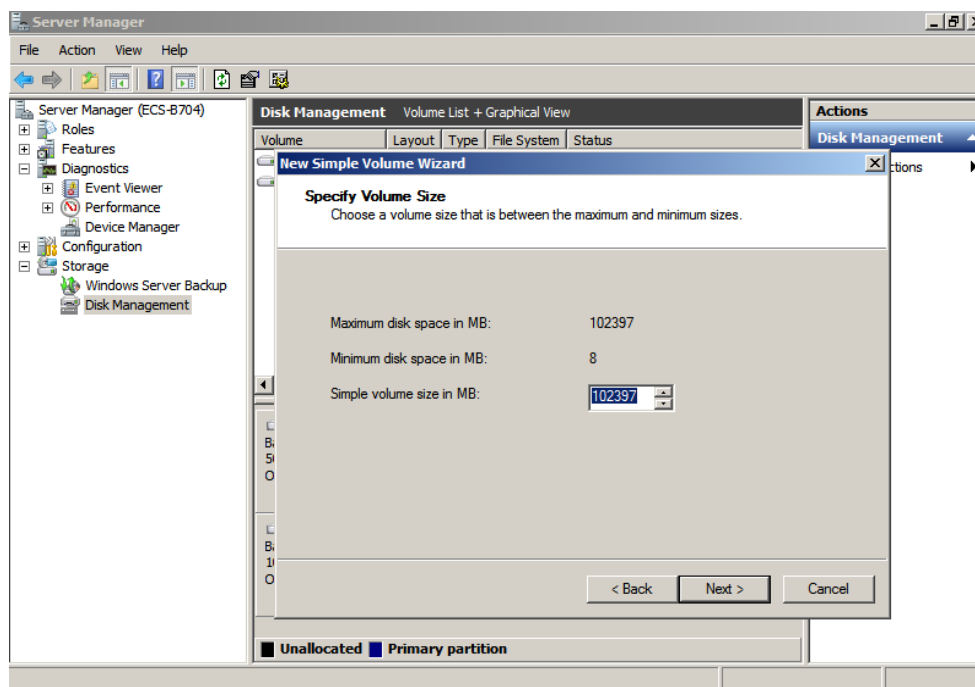 Server Manager
File Action View Help
Server Manager (ECS-B704)
Roles
Features
Diagnostics
Event Viewer
Performance
Device Manager
Configuration
Storage
Windows Server Backup
Disk Management
Disk Management Volume List + Graphical View
Volume Layout Type File System Status
Actions
Disk Management
ctions
New Simple Volume Wizard
Specify Volume Size
Choose a volume size that is between the maximum and minimum sizes.
Maximum disk space in MB: 102397
Minimum disk space in MB: 8
Simple volume size in MB: 102397
< Back Next > Cancel
Unallocated Primary partition